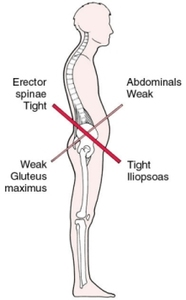 Erector
spinae
Tight
Abdominals
Weak
Weak
Gluteus
maximus
Tight
Iliopsoas